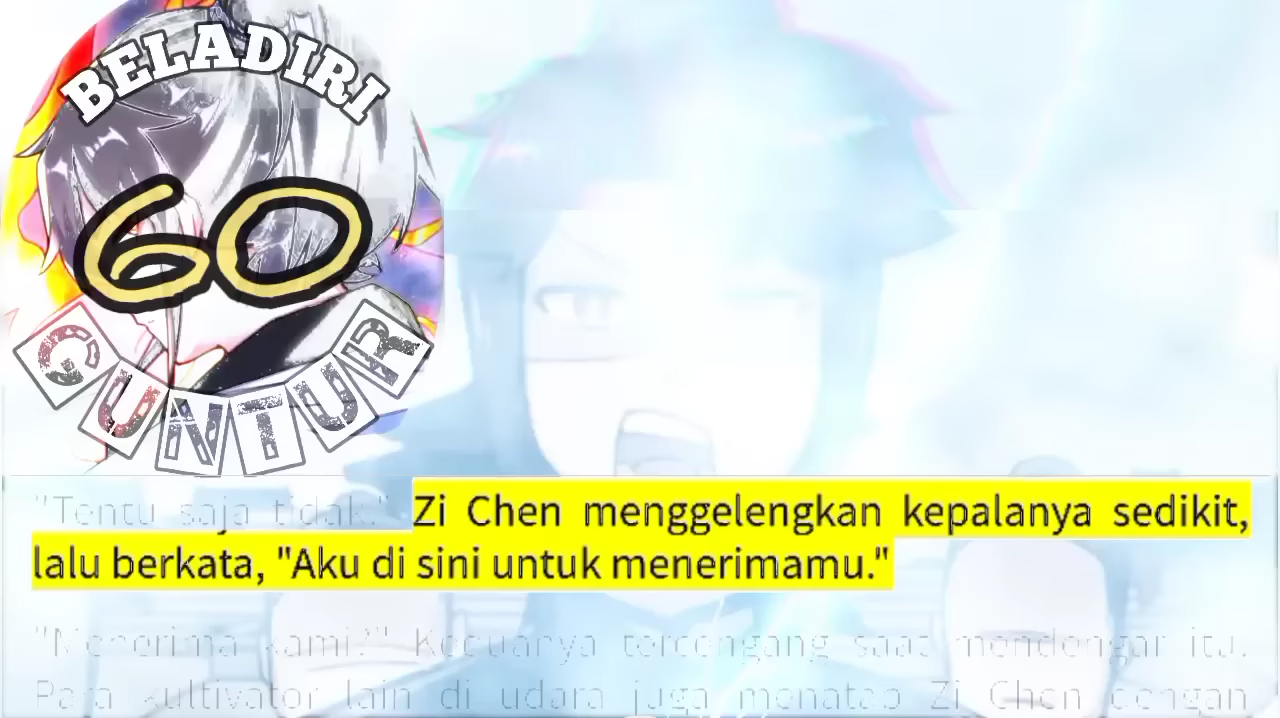 BELADIRI
60
GUNTUR
"Tentu saja tidak." Zi Chen menggelengkan kepalanya sedikit,
lalu berkata, "Aku di sini untuk menerimamu."
"Menerima kami?" Keduanya tercengang saat mendengar itu.
Para kultivator lain di udara juga menatap Zi Chen dengan